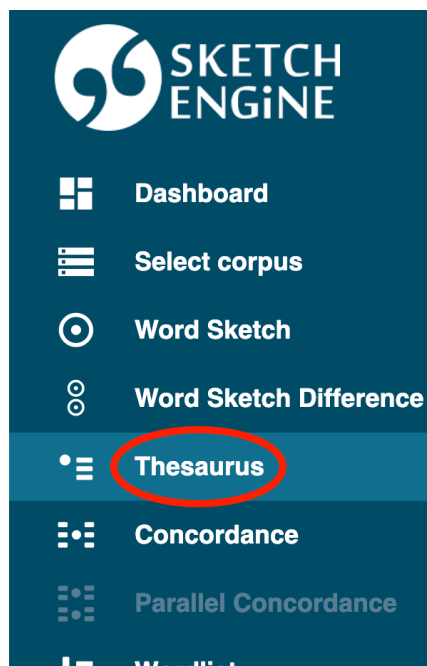 SKETCH
ENGiNE
Dashboard
Select corpus
Word Sketch
Word Sketch Difference
Thesaurus
Concordance
Parallel Concordance